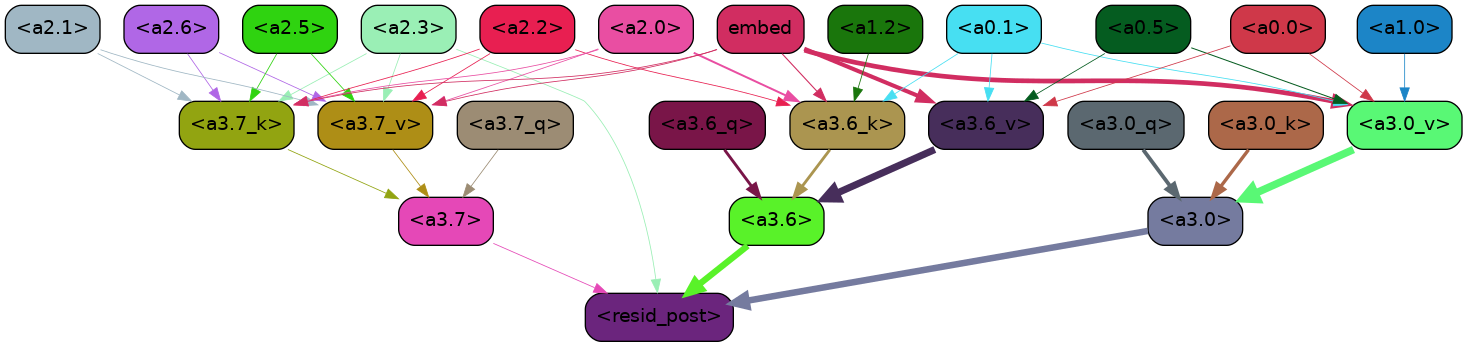 <a2.1> <a2.6> <a2.5> <a2.3> <a2.2> <a2.0> embed <a1.2> <a0.1> <a0.5> <a0.0> <a1.0>
<a3.7_k> <a3.7_v> <a3.7_q> <a3.6_q> <a3.6_k> <a3.6_v> <a3.0_q> <a3.0_k> <a3.0_v>
<a3.7> <a3.6> <a3.0>
<resid_post>